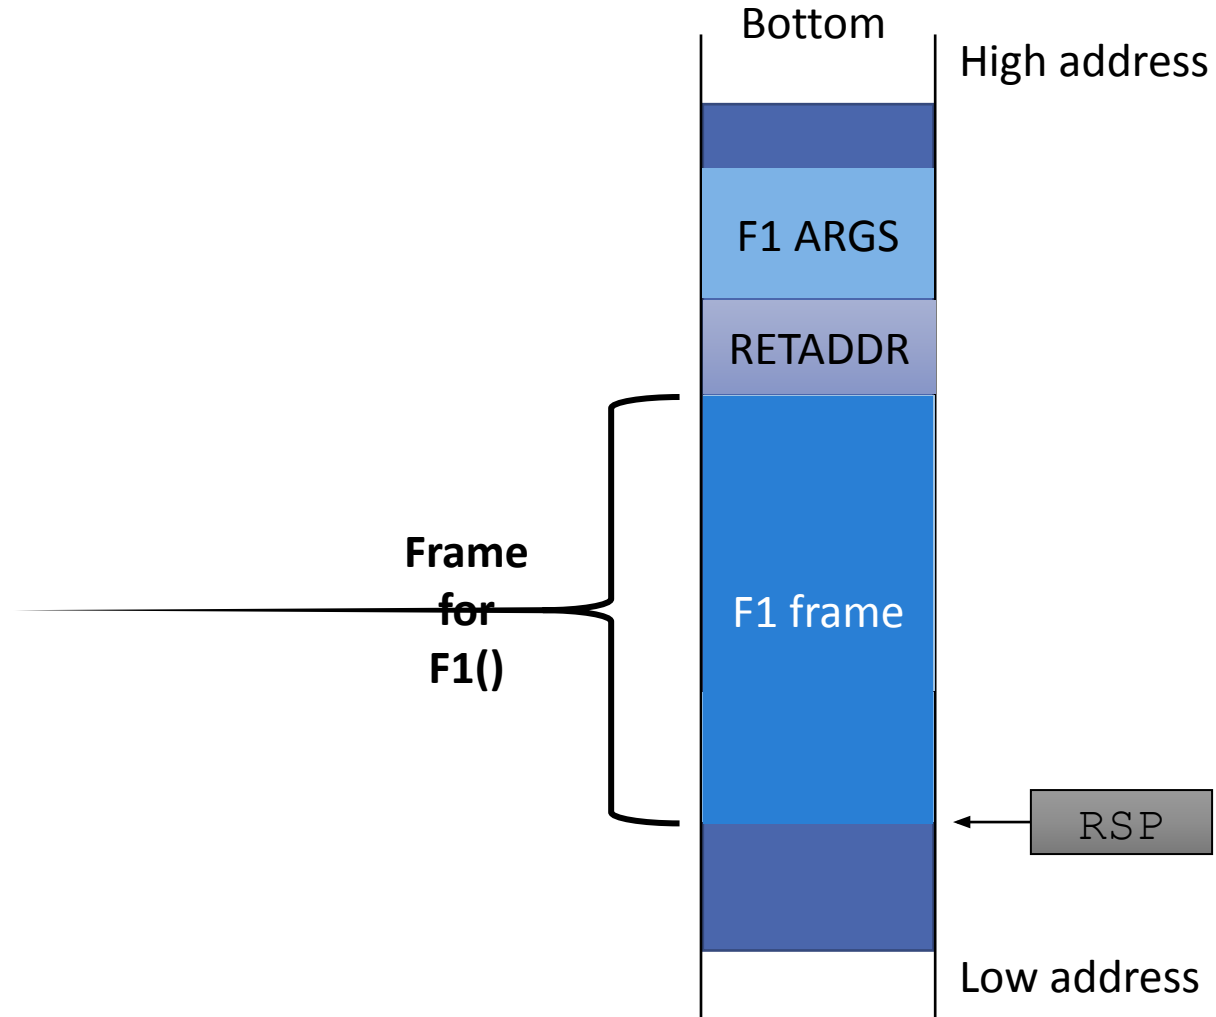 Bottom
High address
F1 ARGS
RETADDR
Frame
for
F1()
F1 frame
RSP
Low address